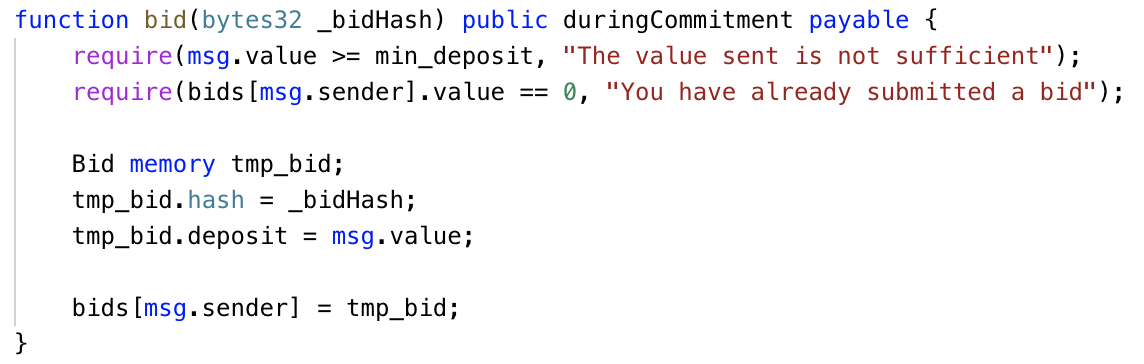 function bid(bytes32 _bidHash) public duringCommitment payable {
    require(msg.value >= min_deposit, "The value sent is not sufficient");
    require(bids[msg.sender].value == 0, "You have already submitted a bid");

    Bid memory tmp_bid;
    tmp_bid.hash = _bidHash;
    tmp_bid.deposit = msg.value;

    bids[msg.sender] = tmp_bid;
}